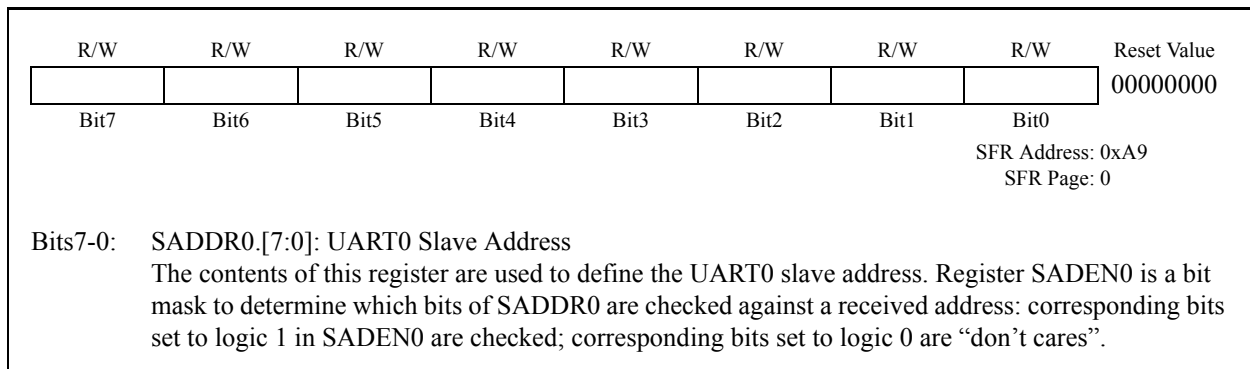 R/W R/W R/W R/W R/W R/W R/W R/W Reset Value
00000000
Bit7 Bit6 Bit5 Bit4 Bit3 Bit2 Bit1 Bit0
SFR Address: 0xA9
SFR Page: 0
Bits7-0: SADDR0.[7:0]: UART0 Slave Address
The contents of this register are used to define the UART0 slave address. Register SADEN0 is a bit
mask to determine which bits of SADDR0 are checked against a received address: corresponding bits
set to logic 1 in SADEN0 are checked; corresponding bits set to logic 0 are “don’t cares”.